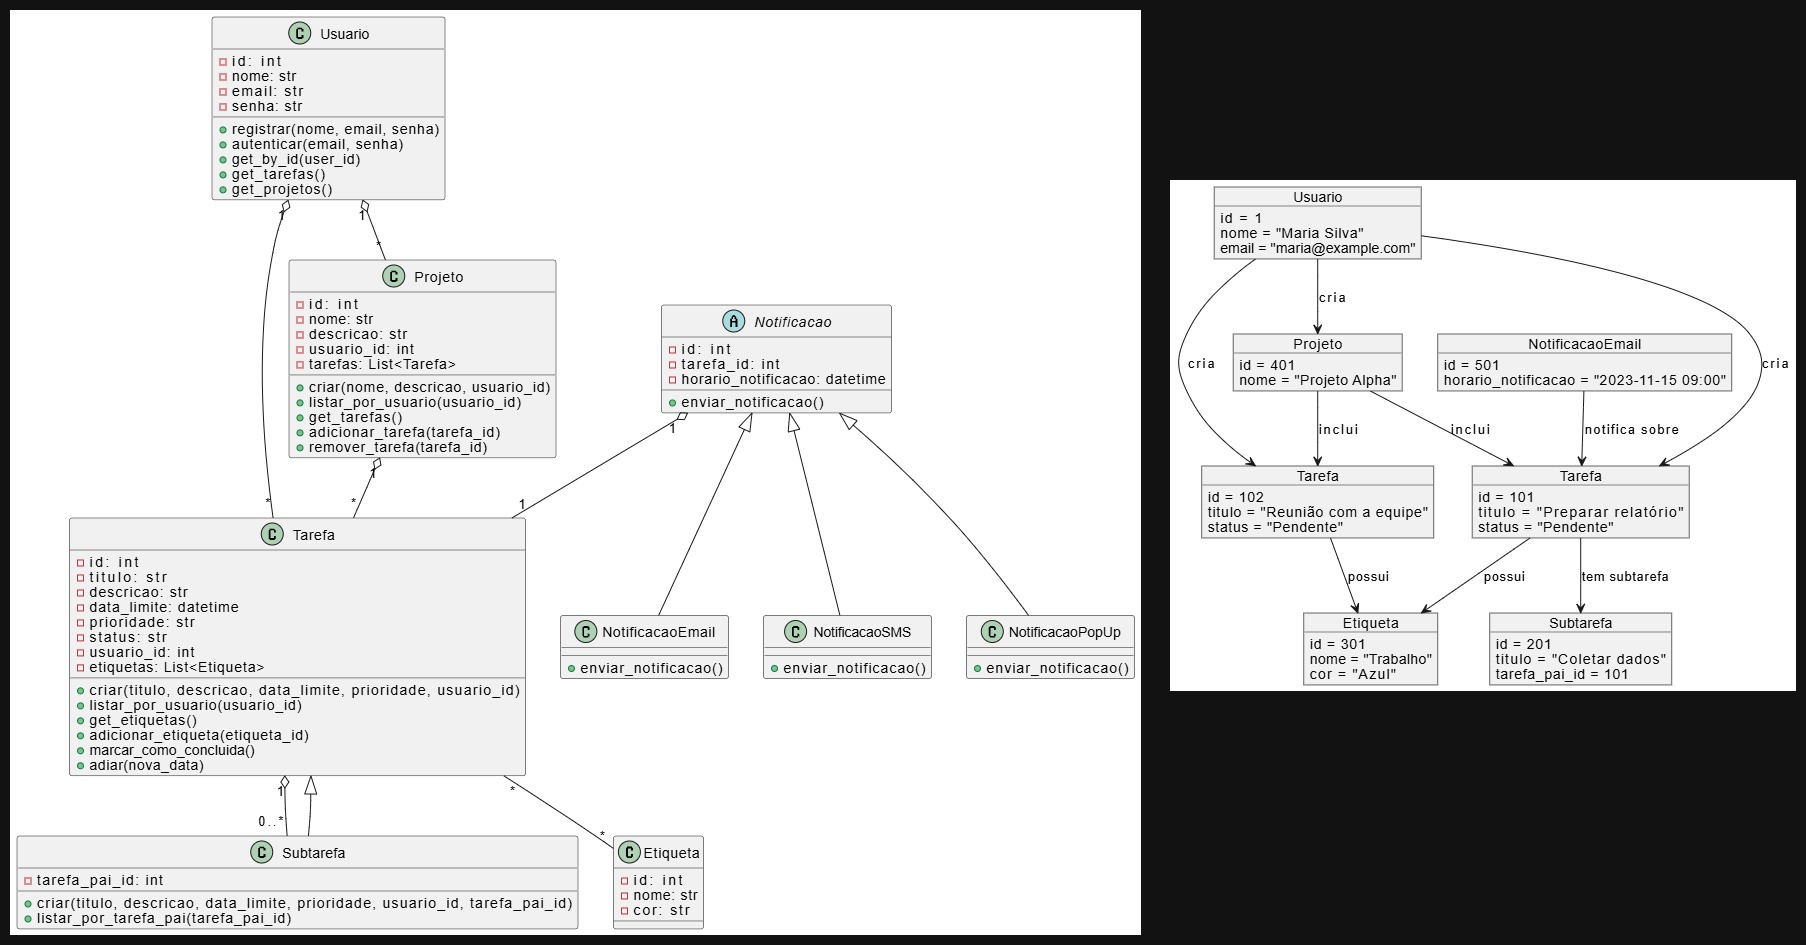 C Usuario
id: int
nome: str
email: str
senha: str
registrar(nome, email, senha)
autenticar(email, senha)
get_by_id(user_id)
get_tarefas()
get_projetos()
1
1
*
C Projeto
id: int
nome: str
descricao: str
usuario_id: int
tarefas: List<Tarefa>
criar(nome, descricao, usuario_id)
listar_por_usuario(usuario_id)
get_tarefas()
adicionar_tarefa(tarefa_id)
remover_tarefa(tarefa_id)
A Notificacao
id: int
tarefa_id: int
horario_notificacao: datetime
enviar_notificacao()
1
1
*
*
1
C Tarefa
id: int
titulo: str
descricao: str
data_limite: datetime
prioridade: str
status: str
usuario_id: int
etiquetas: List<Etiqueta>
criar(titulo, descricao, data_limite, prioridade, usuario_id)
listar_por_usuario(usuario_id)
get_etiquetas()
adicionar_etiqueta(etiqueta_id)
marcar_como_concluida()
adiar(nova_data)
C NotificacaoEmail
enviar_notificacao()
C NotificacaoSMS
enviar_notificacao()
C NotificacaoPopUp
enviar_notificacao()
1
0..*
*
*
C Subtarefa
tarefa_pai_id: int
criar(titulo, descricao, data_limite, prioridade, usuario_id, tarefa_pai_id)
listar_por_tarefa_pai(tarefa_pai_id)
C Etiqueta
id: int
nome: str
cor: str
Usuario
id = 1
nome = "Maria Silva"
email = "maria@example.com"
cria
cria
cria
Projeto
id = 401
nome = "Projeto Alpha"
NotificacaoEmail
id = 501
horario_notificacao = "2023-11-15 09:00"
inclui
inclui
notifica sobre
Tarefa
id = 102
titulo = "Reunião com a equipe"
status = "Pendente"
Tarefa
id = 101
titulo = "Preparar relatório"
status = "Pendente"
possui
possui
tem subtarefa
Etiqueta
id = 301
nome = "Trabalho"
cor = "Azul"
Subtarefa
id = 201
titulo = "Coletar dados"
tarefa_pai_id = 101